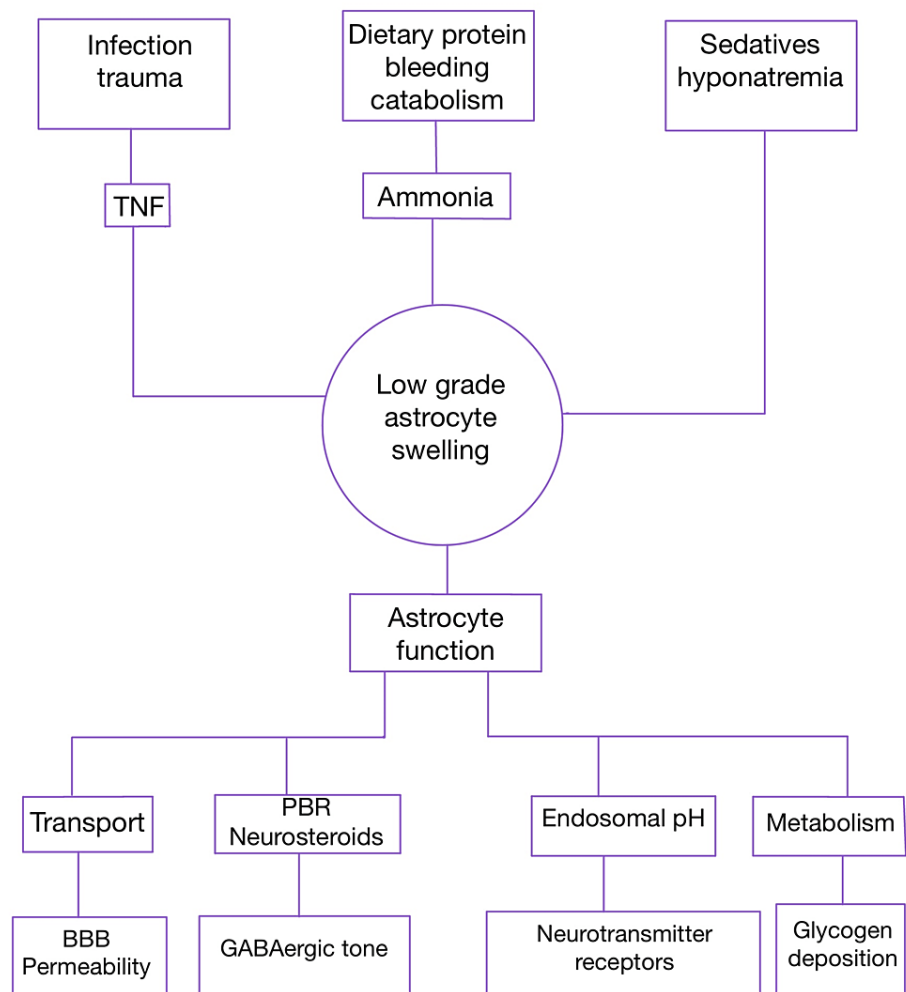 Infection
trauma
Dietary protein
bleeding
catabolism
Sedatives
hyponatremia
TNF
Ammonia
Low grade
astrocyte
swelling
Astrocyte
function
Transport
PBR
Neurosteroids
Endosomal pH
Metabolism
BBB
Permeability
GABAergic tone
Neurotransmitter
receptors
Glycogen
deposition